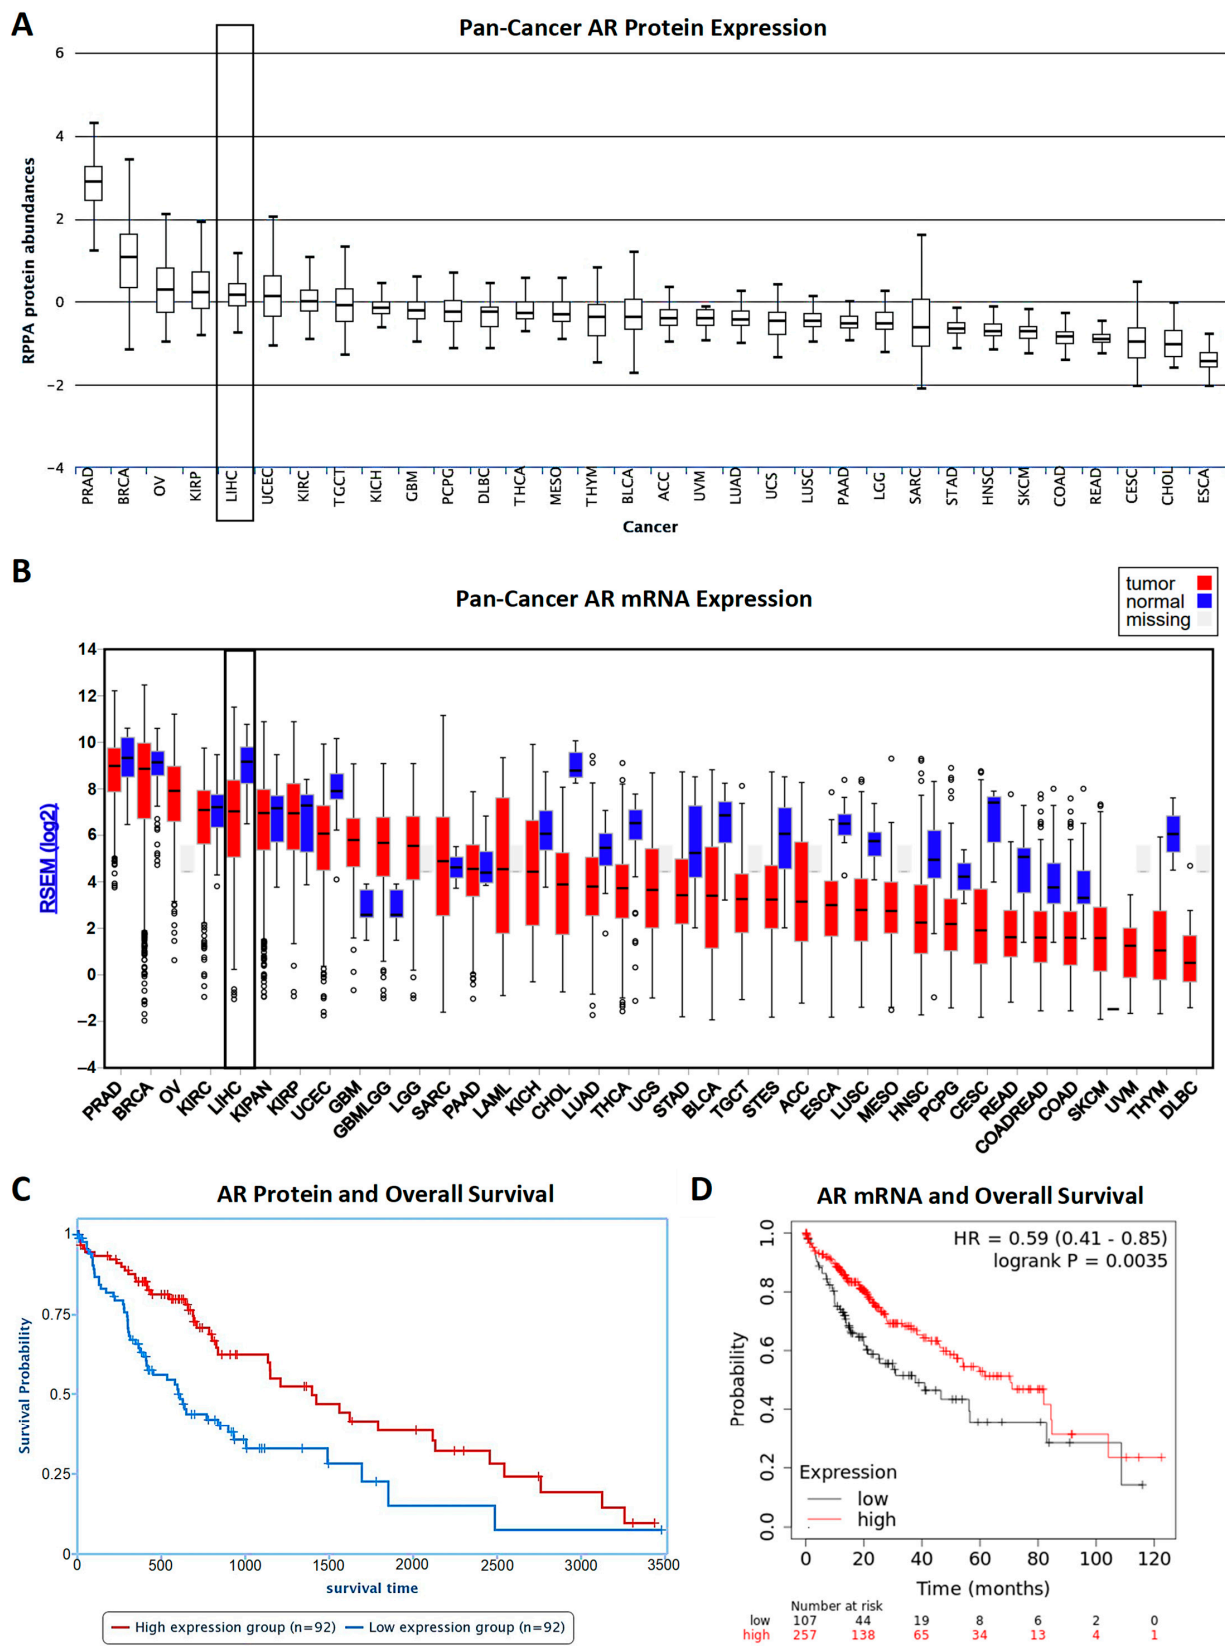 A
Pan-Cancer AR Protein Expression
RPPA protein abundances
6
4
2
0
−2
−4
PRAD BRCA OV KIRP LIHC UCEC KIRC TGCT KICH GBM PCPG DLBC THCA MESO THYM BLCA ACC UVM LUAD UCS LUSC PAAD LGG SARC STAD HNSC SKCM COAD READ CESC CHOL ESCA
Cancer
B
Pan-Cancer AR mRNA Expression
tumor
normal
missing
RSEM (log2)
14
12
10
8
6
4
2
0
−2
−4
PRAD BRCA OV KIRC LIHC KIPAN KIRP UCEC GBM GBMLGG LGG SARC PAAD LAML KICH CHOL LUAD THCA UCS STAD BLCA TGCT STES ACC ESCA LUSC MESO HNSC PCPG CESC READ COADREAD COAD SKCM UVM THYM DLBC
C
AR Protein and Overall Survival
Survival Probability
1
0.75
0.5
0.25
0
0 500 1000 1500 2000 2500 3000 3500
survival time
High expression group (n=92) Low expression group (n=92)
D
AR mRNA and Overall Survival
HR = 0.59 (0.41 - 0.85)
logrank P = 0.0035
Probability
1.0
0.8
0.6
0.4
0.2
0.0
Expression
low
high
0 20 40 60 80 100 120
Time (months)
Number at risk
low 107 44 19 8 6 2 0
high 257 138 65 34 13 4 1